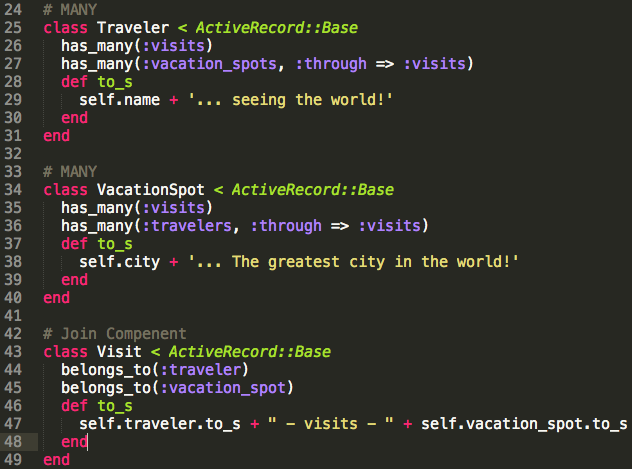 24 # MANY
25 class Traveler < ActiveRecord::Base
26   has_many(:visits)
27   has_many(:vacation_spots, :through => :visits)
28   def to_s
29     self.name + '... seeing the world!'
30   end
31 end
32
33 # MANY
34 class VacationSpot < ActiveRecord::Base
35   has_many(:visits)
36   has_many(:travelers, :through => :visits)
37   def to_s
38     self.city + '... The greatest city in the world!'
39   end
40 end
41
42 # Join Compenent
43 class Visit < ActiveRecord::Base
44   belongs_to(:traveler)
45   belongs_to(:vacation_spot)
46   def to_s
47     self.traveler.to_s + " - visits - " + self.vacation_spot.to_s
48   end
49 end